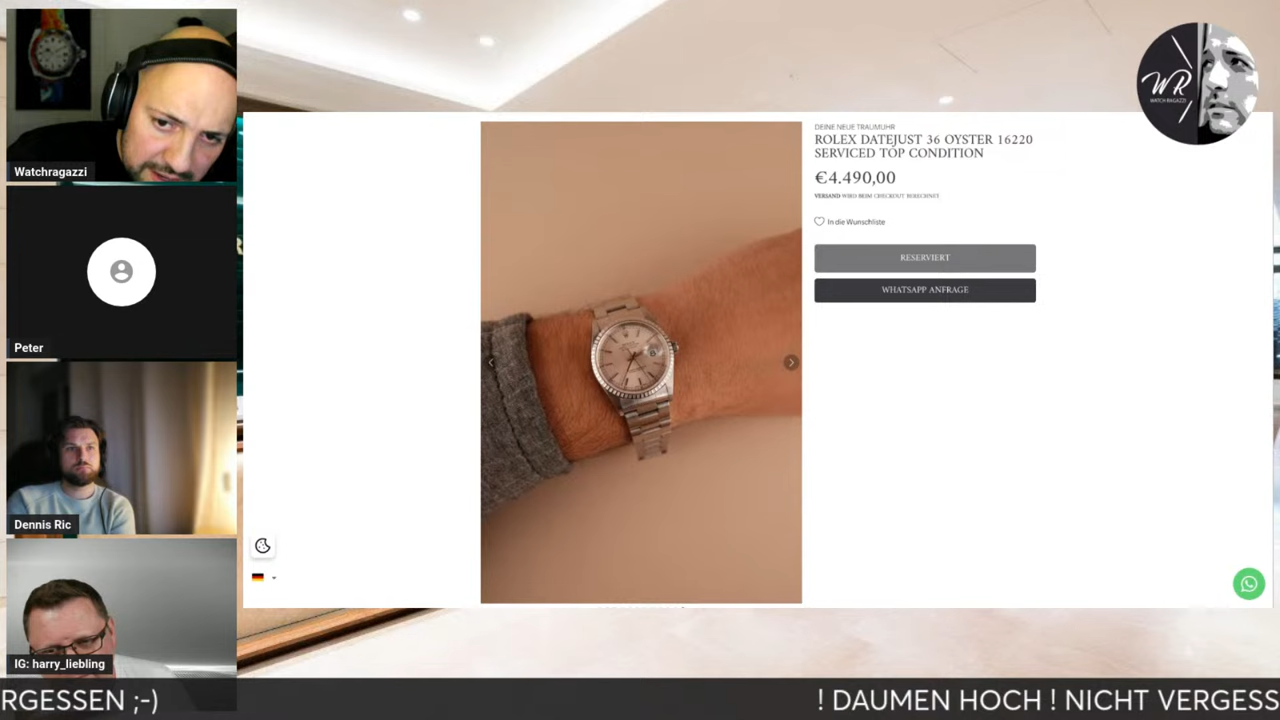 Watchragazzi
Peter
Dennis Ric
IG: harry_liebling
WR
WATCH RAGAZZI
DEINE NEUE TRAUMUHR
ROLEX DATEJUST 36 OYSTER 16220
SERVICED TOP CONDITION
€4.490,00
VERSAND WIRD BEIM CHECKOUT BERECHNET
In die Wunschliste
RESERVIERT
WHATSAPP ANFRAGE
RGESSEN ;-)
! DAUMEN HOCH ! NICHT VERGESS